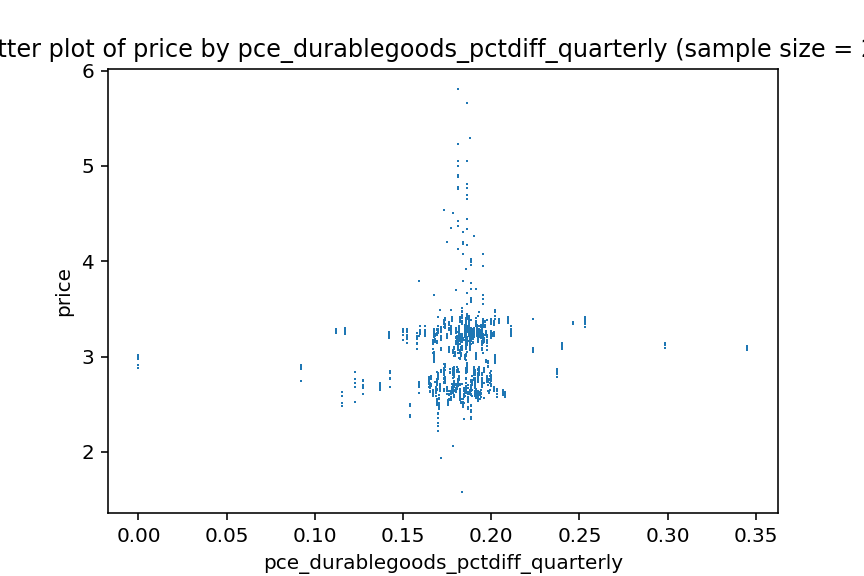 tter plot of price by pce_durablegoods_pctdiff_quarterly (sample size =
6
5
4
3
2
price
0.00 0.05 0.10 0.15 0.20 0.25 0.30 0.35
pce_durablegoods_pctdiff_quarterly